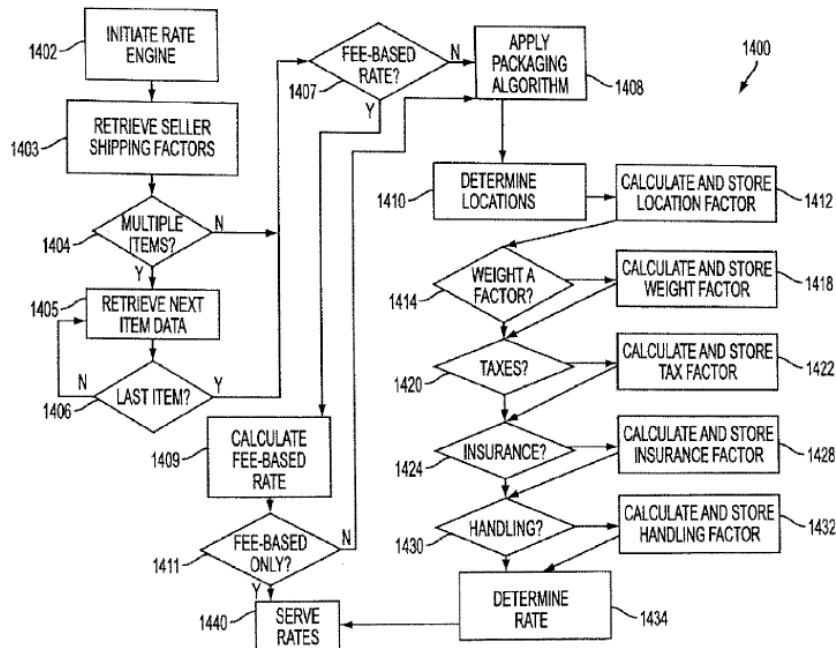 1402
INITIATE RATE
ENGINE
1403
RETRIEVE SELLER
SHIPPING FACTORS
1404
MULTIPLE
ITEMS?
N
Y
1405
RETRIEVE NEXT
ITEM DATA
N
1406
LAST ITEM?
Y
FEE-BASED
RATE?
1407
N
Y
1409
CALCULATE
FEE-BASED
RATE
1411
FEE-BASED
ONLY?
N
Y
1440
SERVE
RATES
APPLY
PACKAGING
ALGORITHM
1408
1400
1410
DETERMINE
LOCATIONS
CALCULATE AND STORE
LOCATION FACTOR
1412
WEIGHT A
FACTOR?
1414
CALCULATE AND STORE
WEIGHT FACTOR
1418
TAXES?
1420
CALCULATE AND STORE
TAX FACTOR
1422
INSURANCE?
1424
CALCULATE AND STORE
INSURANCE FACTOR
1428
HANDLING?
1430
CALCULATE AND STORE
HANDLING FACTOR
1432
DETERMINE
RATE
1434